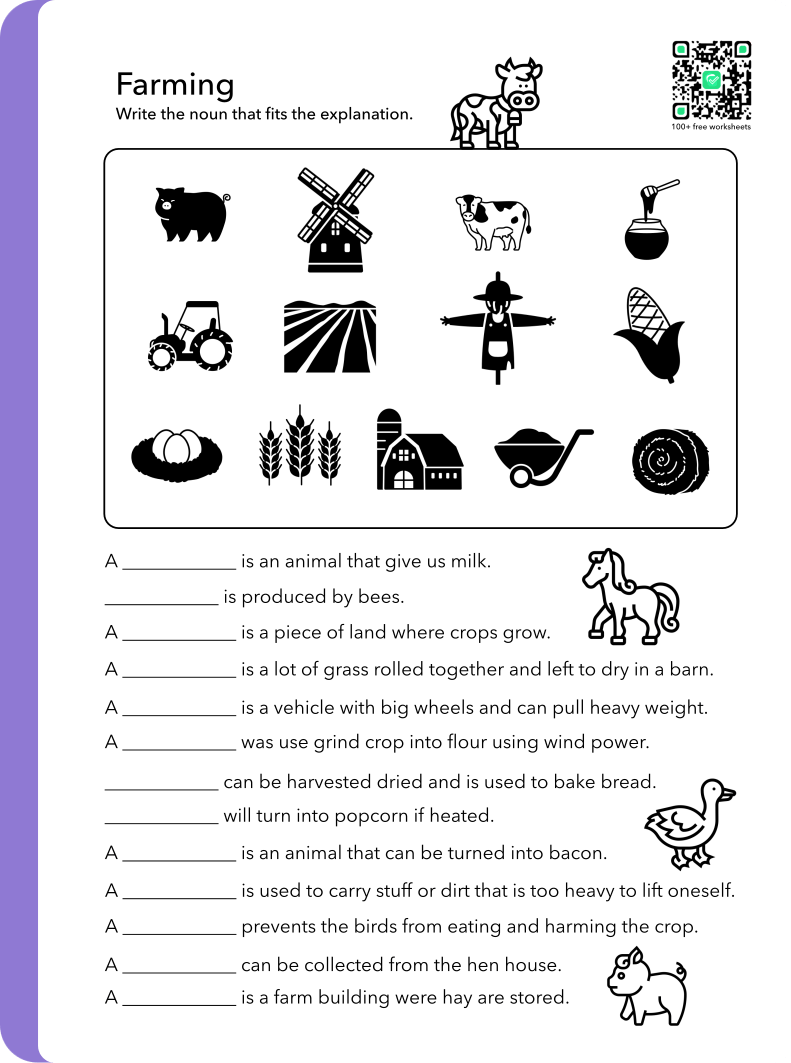 Farming
Write the noun that fits the explanation.
100+ free worksheets
A ____________ is an animal that give us milk.
____________ is produced by bees.
A ____________ is a piece of land where crops grow.
A ____________ is a lot of grass rolled together and left to dry in a barn.
A ____________ is a vehicle with big wheels and can pull heavy weight.
A ____________ was use grind crop into flour using wind power.
____________ can be harvested dried and is used to bake bread.
____________ will turn into popcorn if heated.
A ____________ is an animal that can be turned into bacon.
A ____________ is used to carry stuff or dirt that is too heavy to lift oneself.
A ____________ prevents the birds from eating and harming the crop.
A ____________ can be collected from the hen house.
A ____________ is a farm building were hay are stored.